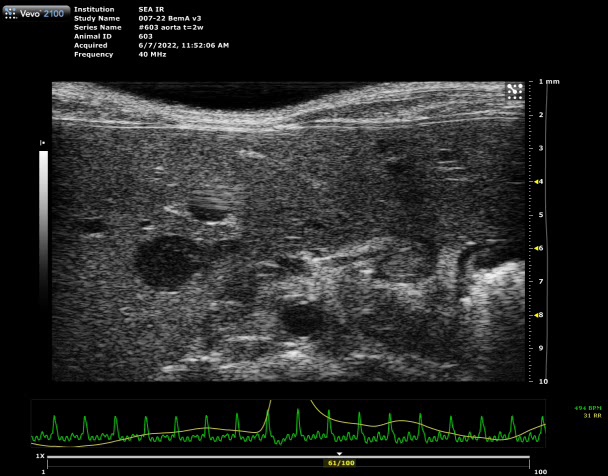 Vevo 2100
Institution SEA IR
Study Name 007-22 BemA v3
Series Name #603 aorta t=2w
Animal ID 603
Acquired 6/7/2022, 11:52:06 AM
Frequency 40 MHz
1 mm
2
3
4
5
6
7
8
9
10
494 BPM
31 RR
1X
61/100
1 100